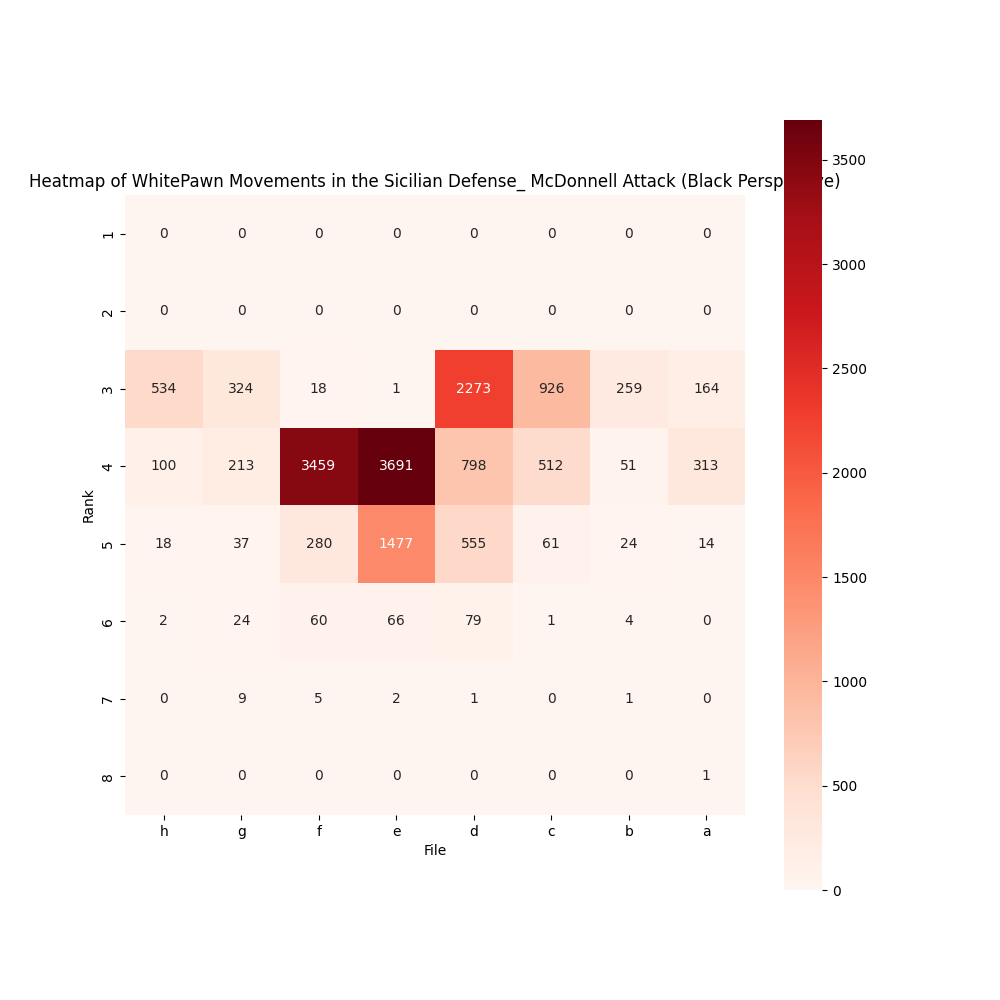 Heatmap of WhitePawn Movements in the Sicilian Defense_ McDonnell Attack (Black Persp ve)
1 0 0 0 0 0 0 0 0
2 0 0 0 0 0 0 0 0
3 534 324 18 1 2273 926 259 164
4 100 213 3459 3691 798 512 51 313
5 18 37 280 1477 555 61 24 14
6 2 24 60 66 79 1 4 0
7 0 9 5 2 1 0 1 0
8 0 0 0 0 0 0 0 1
h g f e d c b a
File
Rank
3500
3000
2500
2000
1500
1000
500
0